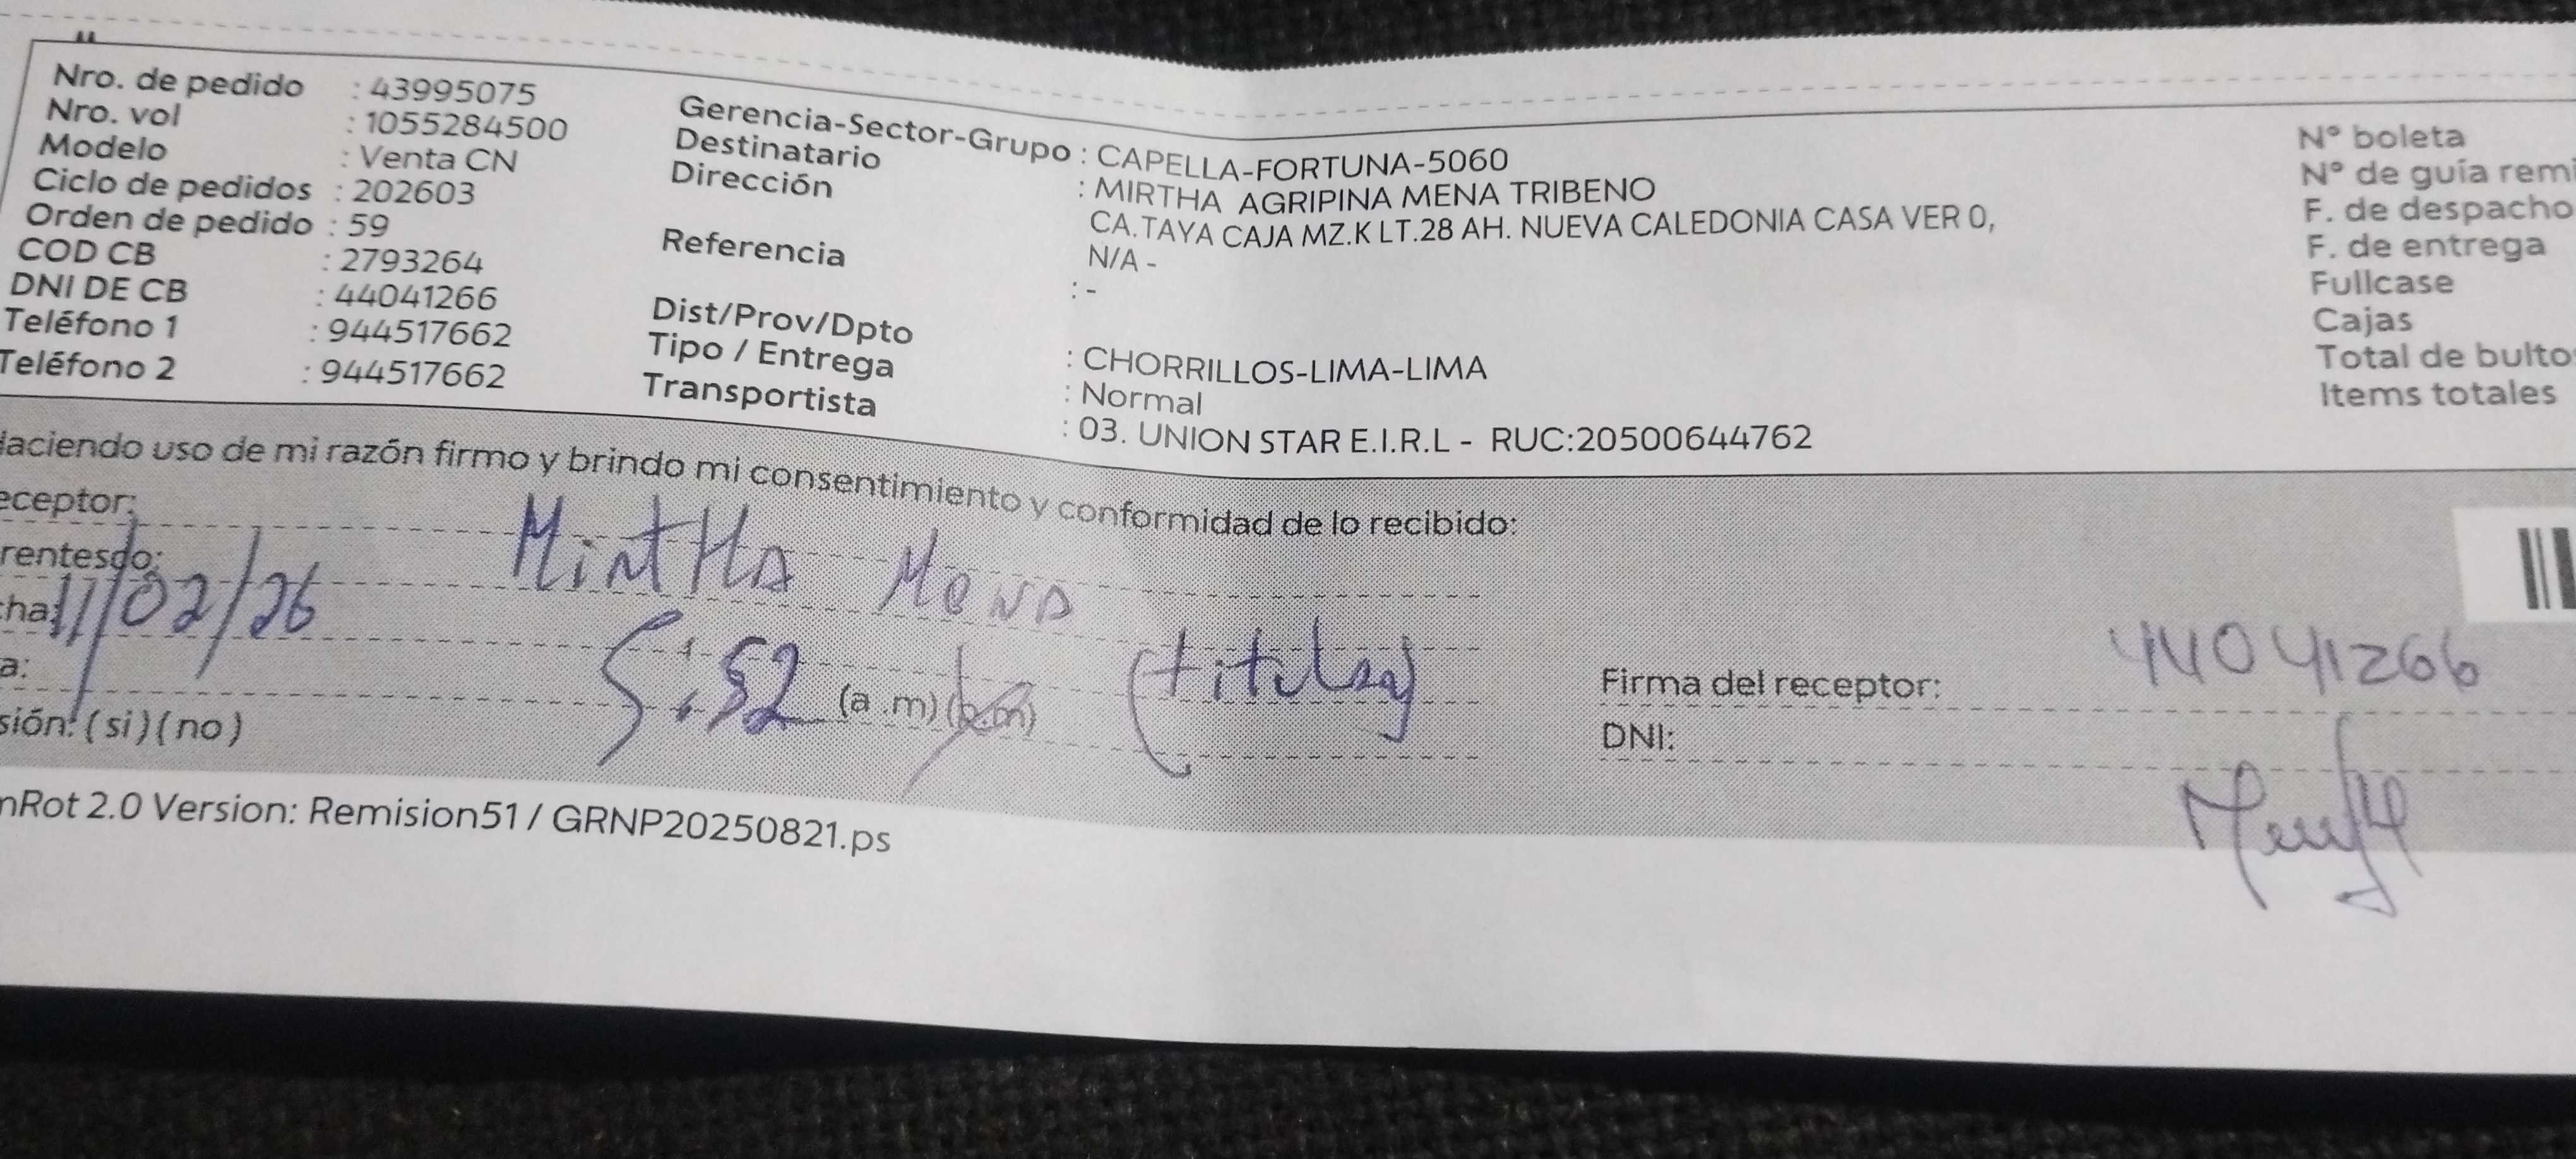 Nro. de pedido : 43995075
Nro. vol : 1055284500
Modelo : Venta CN
Ciclo de pedidos : 202603
Orden de pedido : 59
COD CB : 2793264
DNI DE CB : 44041266
Teléfono 1 : 944517662
Teléfono 2 : 944517662
Gerencia-Sector-Grupo : CAPELLA-FORTUNA-5060
Destinatario : MIRTHA AGRIPINA MENA TRIBENO
Dirección CA.TAYA CAJA MZ.K LT.28 AH. NUEVA CALEDONIA CASA VER 0,
N/A -
Referencia : -
Dist/Prov/Dpto : CHORRILLOS-LIMA-LIMA
Tipo / Entrega : Normal
Transportista : 03. UNION STAR E.I.R.L - RUC:20500644762
N° boleta
N° de guía remi
F. de despacho
F. de entrega
Fullcase
Cajas
Total de bulto
Items totales
Haciendo uso de mi razón firmo y brindo mi consentimiento y conformidad de lo recibido:
eceptor: Mirtha Mena
rentesdo: (titular)
cha: 11/02/26
a: 5:52 (a .m) (p.m)
sión: (si) (no)
Firma del receptor: 44041266
DNI:
nRot 2.0 Version: Remision51 / GRNP20250821.ps